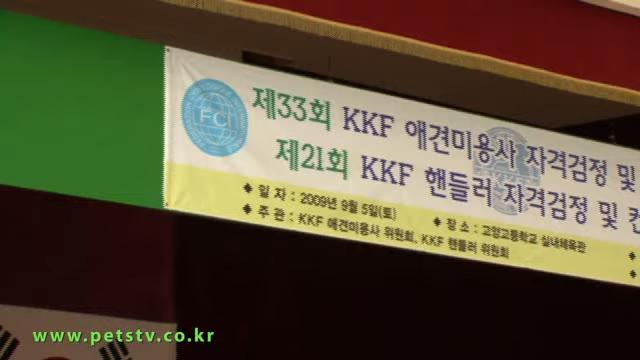 FCI
제33회 KKF 애견미용사 자격검정 및
제21회 KKF 핸들러 자격검정 및
◆ 일 자 : 2009년 9월 5일(토) ◆ 장 소 : 고양고등학교 실내체육관
◆ 주 관 : KKF 애견미용사 위원회, KKF 핸들러 위원회
www.petstv.co.kr